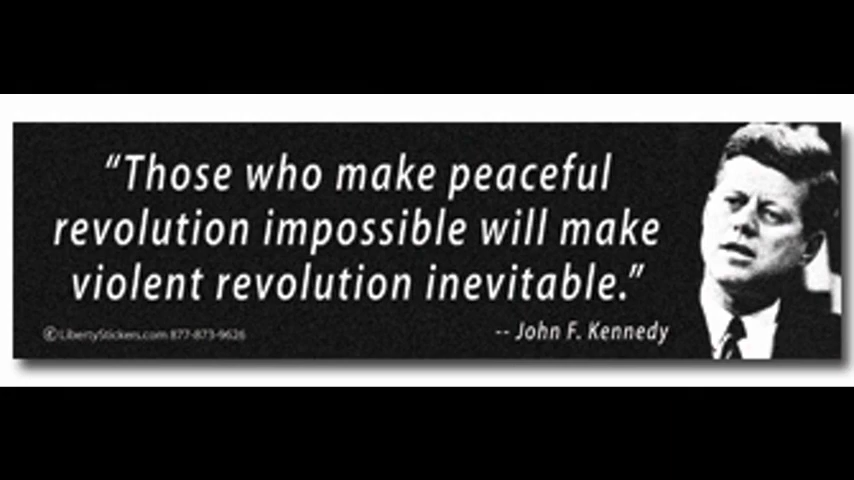 “Those who make peaceful
revolution impossible will make
violent revolution inevitable.”
-- John F. Kennedy
©LibertyStickers.com 877-873-9626